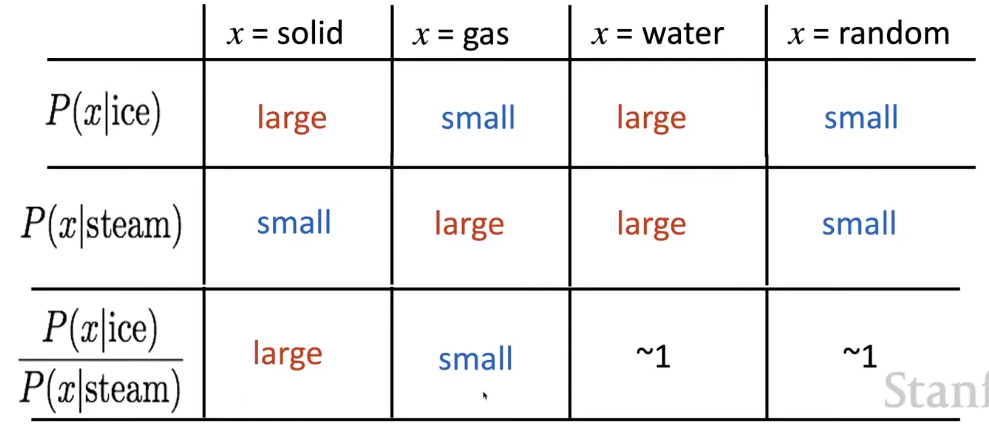 x = solid x = gas x = water x = random
P(x|ice) large small large small
P(x|steam) small large large small
P(x|ice)
large small ~1 ~1
P(x|steam)
Stanf